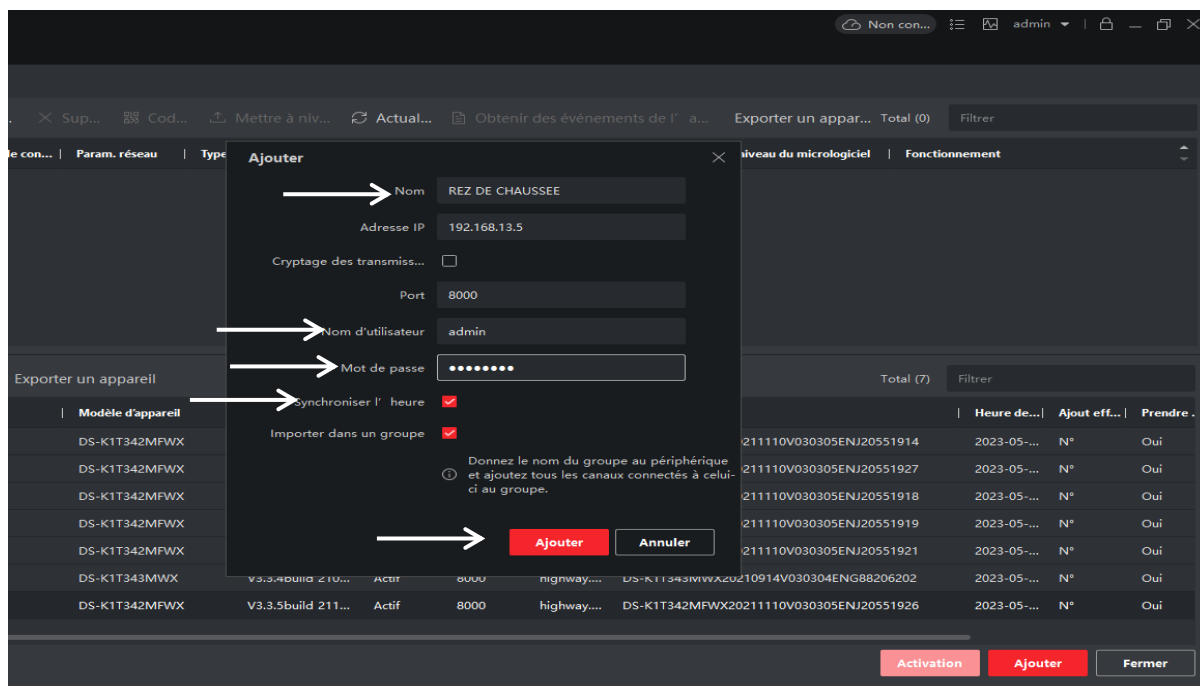 Non con... admin
. Sup... Cod... Mettre à niv... Actual... Obtenir des événements de l' a... Exporter un appar... Total (0) Filtrer
le con... | Param. réseau | Type niveau du micrologiciel | Fonctionnement
Ajouter
Nom REZ DE CHAUSSEE
Adresse IP 192.168.13.5
Cryptage des transmiss...
Port 8000
Nom d'utilisateur admin
Mot de passe ••••••••
Synchroniser l' heure
Importer dans un groupe
Donnez le nom du groupe au périphérique
et ajoutez tous les canaux connectés à celui-
ci au groupe.
Ajouter Annuler
Exporter un appareil Total (7) Filtrer
| Modèle d'appareil | Heure de...| Ajout eff... | Prendre .
DS-K1T342MFWX 20211110V030305ENJ20551914 2023-05-... N° Oui
DS-K1T342MFWX 20211110V030305ENJ20551927 2023-05-... N° Oui
DS-K1T342MFWX 20211110V030305ENJ20551918 2023-05-... N° Oui
DS-K1T342MFWX 20211110V030305ENJ20551919 2023-05-... N° Oui
DS-K1T342MFWX 20211110V030305ENJ20551921 2023-05-... N° Oui
DS-K1T343MWX V3.3.4build 210... Actif 8000 highway.... DS-K1T343MWX20210914V030304ENG88206202 2023-05-... N° Oui
DS-K1T342MFWX V3.3.5build 211... Actif 8000 highway.... DS-K1T342MFWX20211110V030305ENJ20551926 2023-05-... N° Oui
Activation Ajouter Fermer